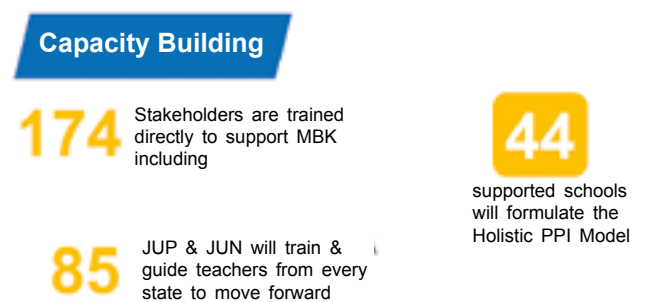 Capacity Building
174
Stakeholders are trained
directly to support MBK
including
85
JUP & JUN will train &
guide teachers from every
state to move forward
44
supported schools
will formulate the
Holistic PPI Model